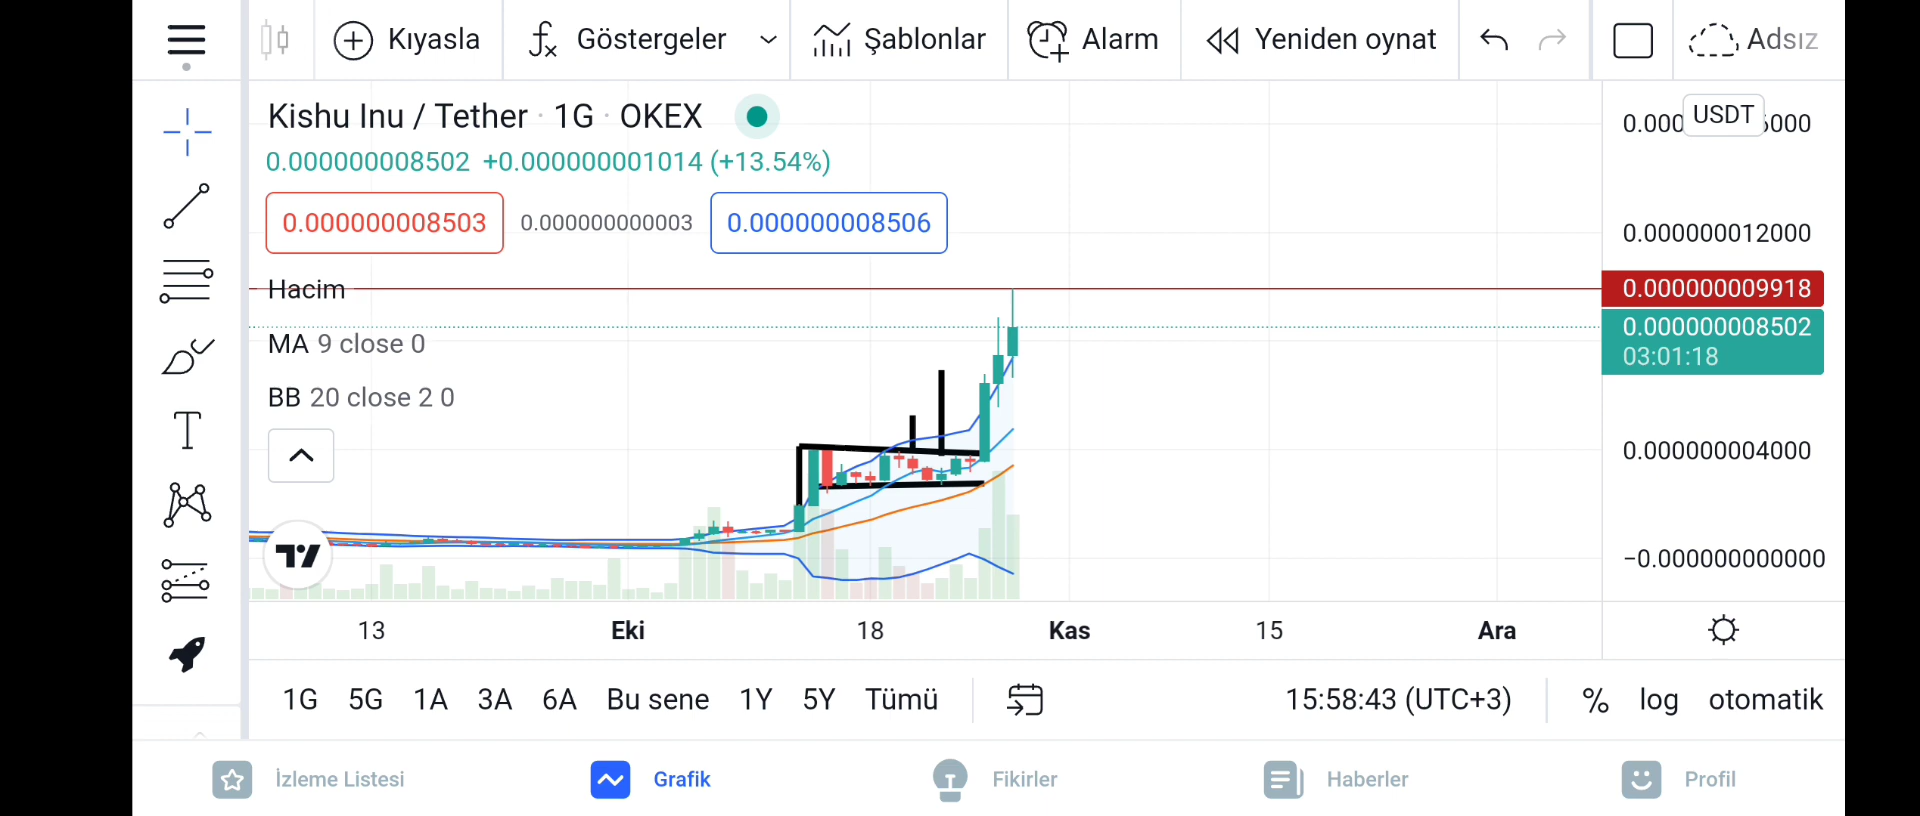 Kıyasla
Göstergeler
Şablonlar
Alarm
Yeniden oynat
Adsız
Kishu Inu / Tether · 1G · OKEX
0.000000008502 +0.000000001014 (+13.54%)
0.000000008503
0.000000000003
0.000000008506
Hacim
MA 9 close 0
BB 20 close 2 0
USDT
0.000000012000
0.000000009918
0.000000008502
03:01:18
0.000000004000
−0.000000000000
13
Eki
18
Kas
15
Ara
1G 5G 1A 3A 6A Bu sene 1Y 5Y Tümü
15:58:43 (UTC+3)
% log otomatik
İzleme Listesi
Grafik
Fikirler
Haberler
Profil